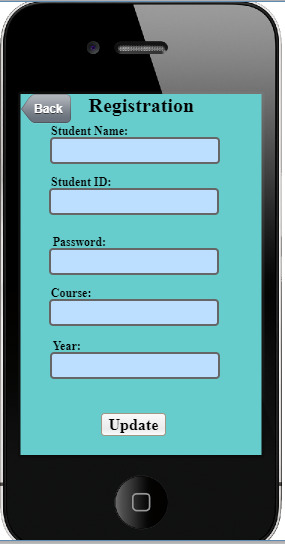 Back
Registration
Student Name:
Student ID:
Password:
Course:
Year:
Update